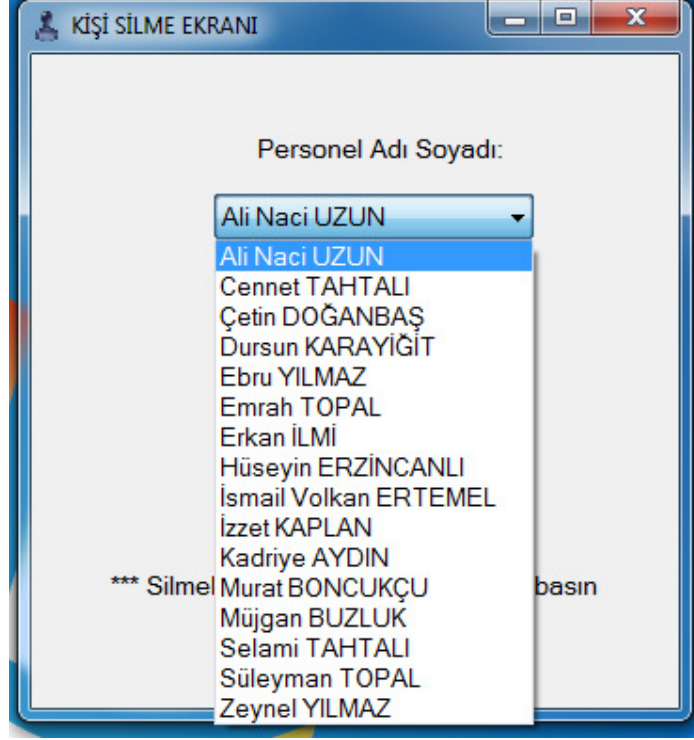 KİŞİ SİLME EKRANI
Personel Adı Soyadı:
Ali Naci UZUN
Ali Naci UZUN
Cennet TAHTALI
Çetin DOĞANBAŞ
Dursun KARAYİĞİT
Ebru YILMAZ
Emrah TOPAL
Erkan İLMİ
Hüseyin ERZİNCANLI
İsmail Volkan ERTEMEL
İzzet KAPLAN
Kadriye AYDIN
*** Silme
Murat BONCUKÇU
basın
Müjgan BUZLUK
Selami TAHTALI
Süleyman TOPAL
Zeynel YILMAZ